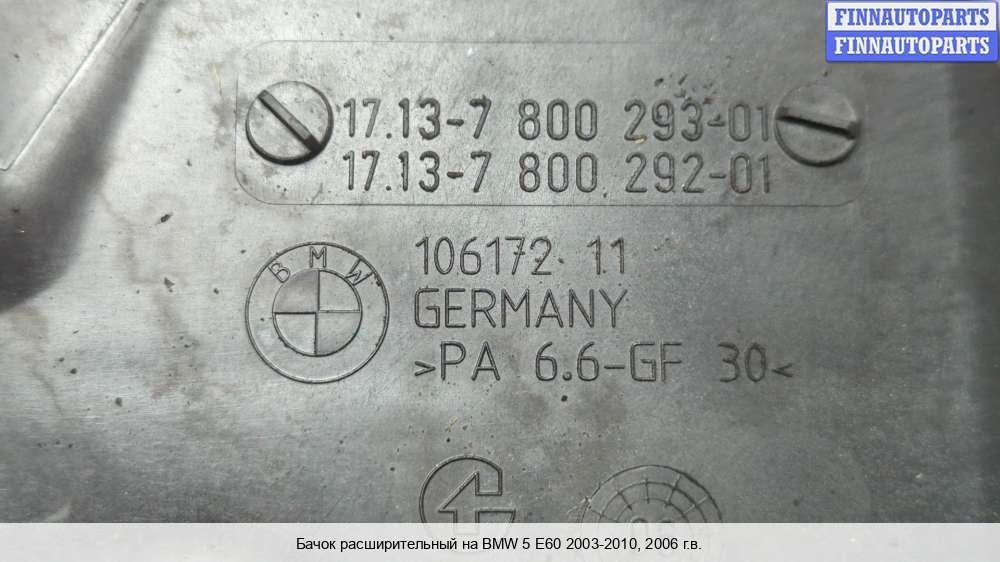 FINNAUTOPARTS
FINNAUTOPARTS
17.13-7 800 293-01
17.13-7 800 292-01
BMW
106172 11
GERMANY
>PA 6.6-GF 30<
Бачок расширительный на BMW 5 E60 2003-2010, 2006 г.в.